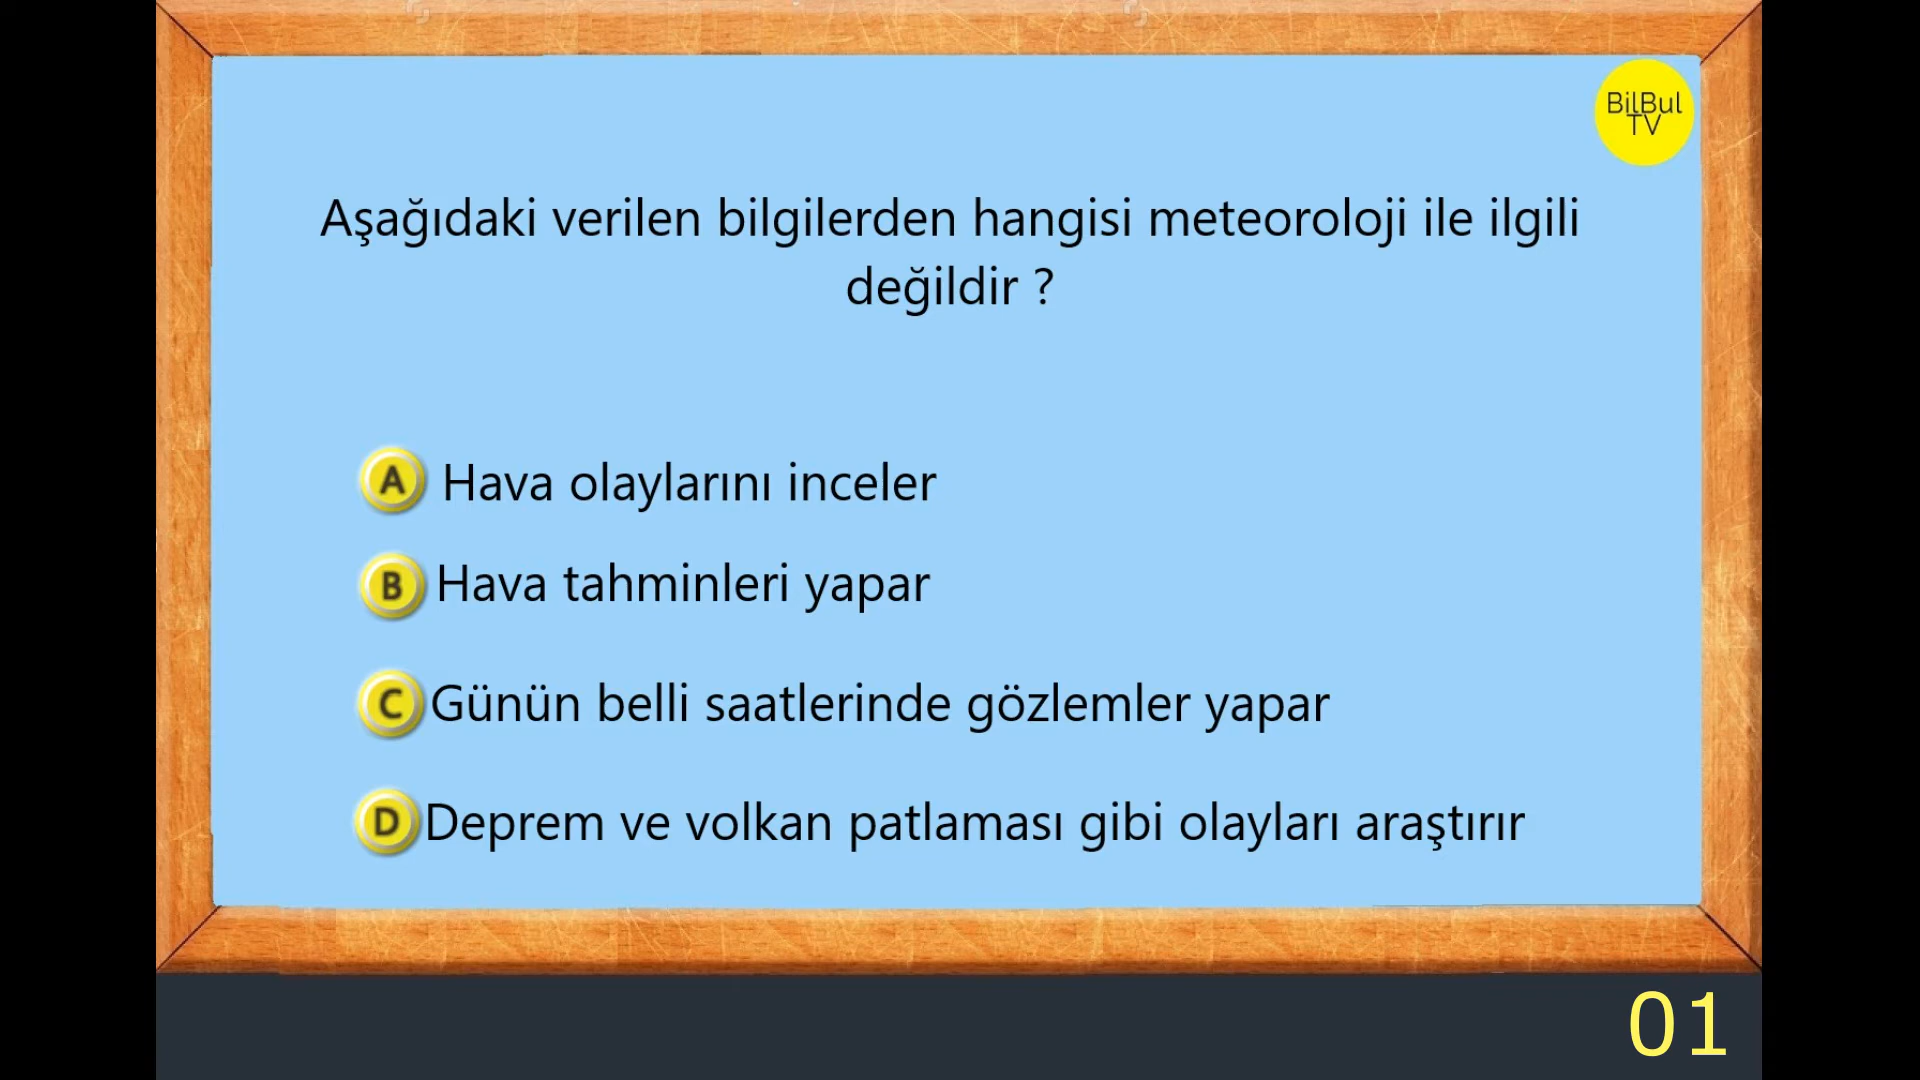 BilBul
TV
Aşağıdaki verilen bilgilerden hangisi meteoroloji ile ilgili
değildir ?
A Hava olaylarını inceler
B Hava tahminleri yapar
C Günün belli saatlerinde gözlemler yapar
D Deprem ve volkan patlaması gibi olayları araştırır
01